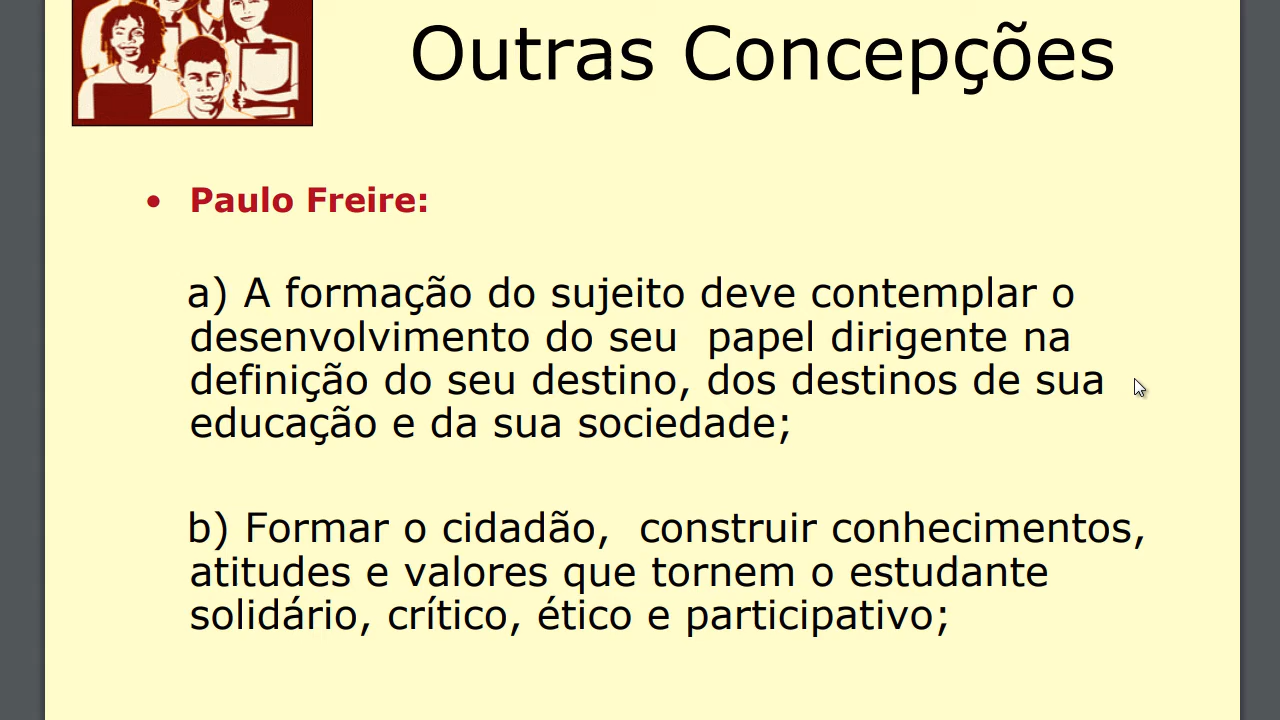 Outras Concepções
• Paulo Freire:
a) A formação do sujeito deve contemplar o
desenvolvimento do seu  papel dirigente na
definição do seu destino, dos destinos de sua
educação e da sua sociedade;
b) Formar o cidadão,  construir conhecimentos,
atitudes e valores que tornem o estudante
solidário, crítico, ético e participativo;